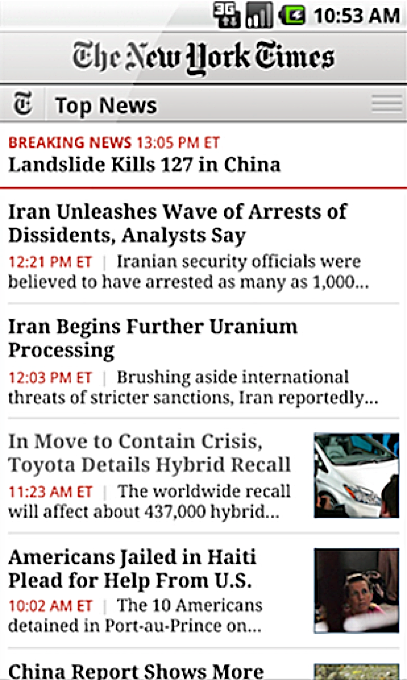 3G 10:53 AM
The New York Times
T Top News
BREAKING NEWS 13:05 PM ET
Landslide Kills 127 in China
Iran Unleashes Wave of Arrests of
Dissidents, Analysts Say
12:21 PM ET | Iranian security officials were
believed to have arrested as many as 1,000...
Iran Begins Further Uranium
Processing
12:03 PM ET | Brushing aside international
threats of stricter sanctions, Iran reportedly...
In Move to Contain Crisis,
Toyota Details Hybrid Recall
11:23 AM ET | The worldwide recall
will affect about 437,000 hybrid...
Americans Jailed in Haiti
Plead for Help From U.S.
10:02 AM ET | The 10 Americans
detained in Port-au-Prince on...
China Report Shows More